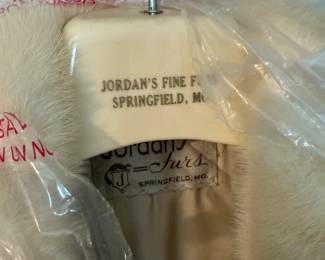 JORDAN'S FINE F
SPRINGFIELD, MO
Jordan's
J
Furs
SPRINGFIELD, MO.